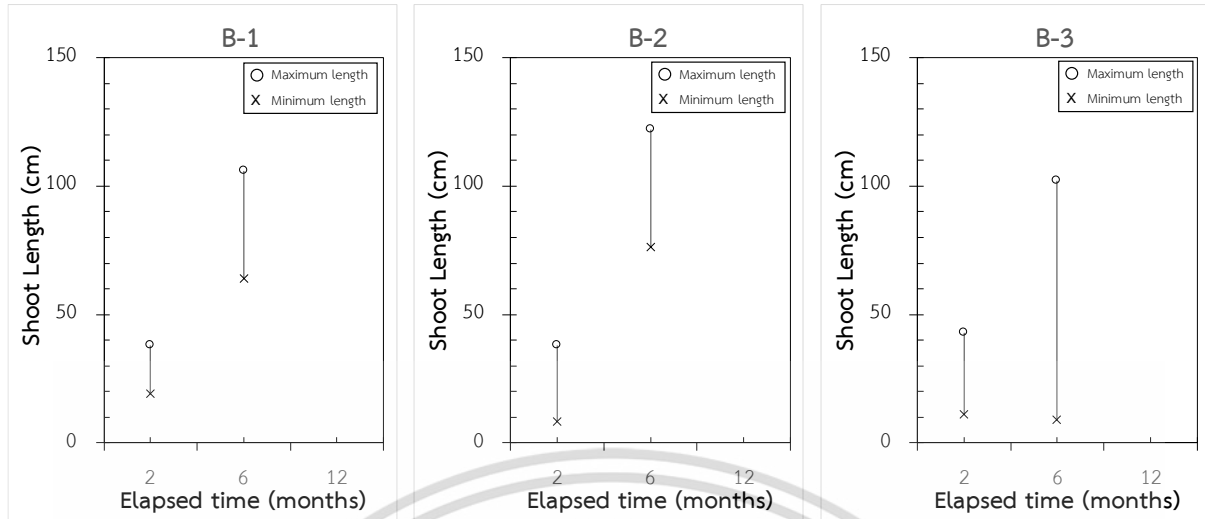 B-1
150
Maximum length
Minimum length
100
50
0
Shoot Length (cm)
2 6 12
Elapsed time (months)
B-2
150
Maximum length
Minimum length
100
50
0
Shoot Length (cm)
2 6 12
Elapsed time (months)
B-3
150
Maximum length
Minimum length
100
50
0
Shoot Length (cm)
2 6 12
Elapsed time (months)